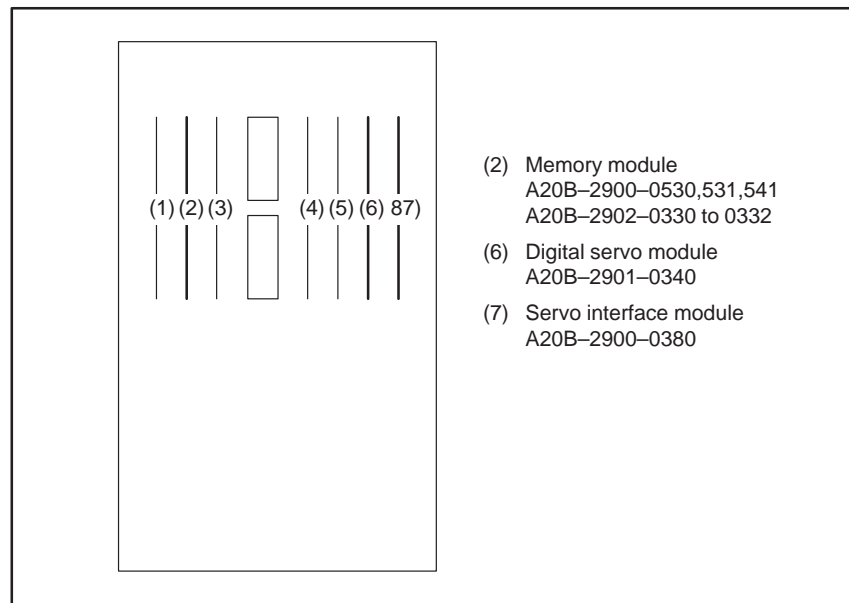 (1) (2) (3) (4) (5) (6) 87)
(2) Memory module
A20B–2900–0530,531,541
A20B–2902–0330 to 0332
(6) Digital servo module
A20B–2901–0340
(7) Servo interface module
A20B–2900–0380